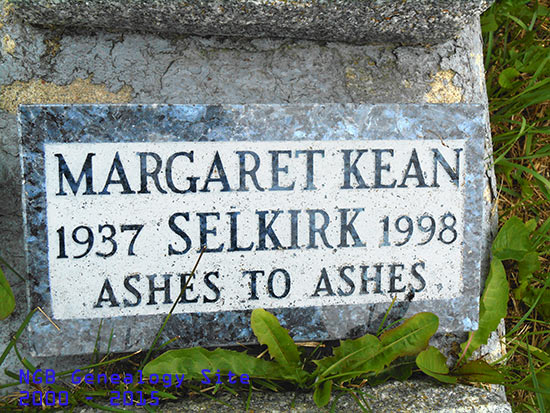 MARGARET KEAN
1937 SELKIRK 1998
ASHES TO ASHES
NGB Genealogy Site
2000 - 2015